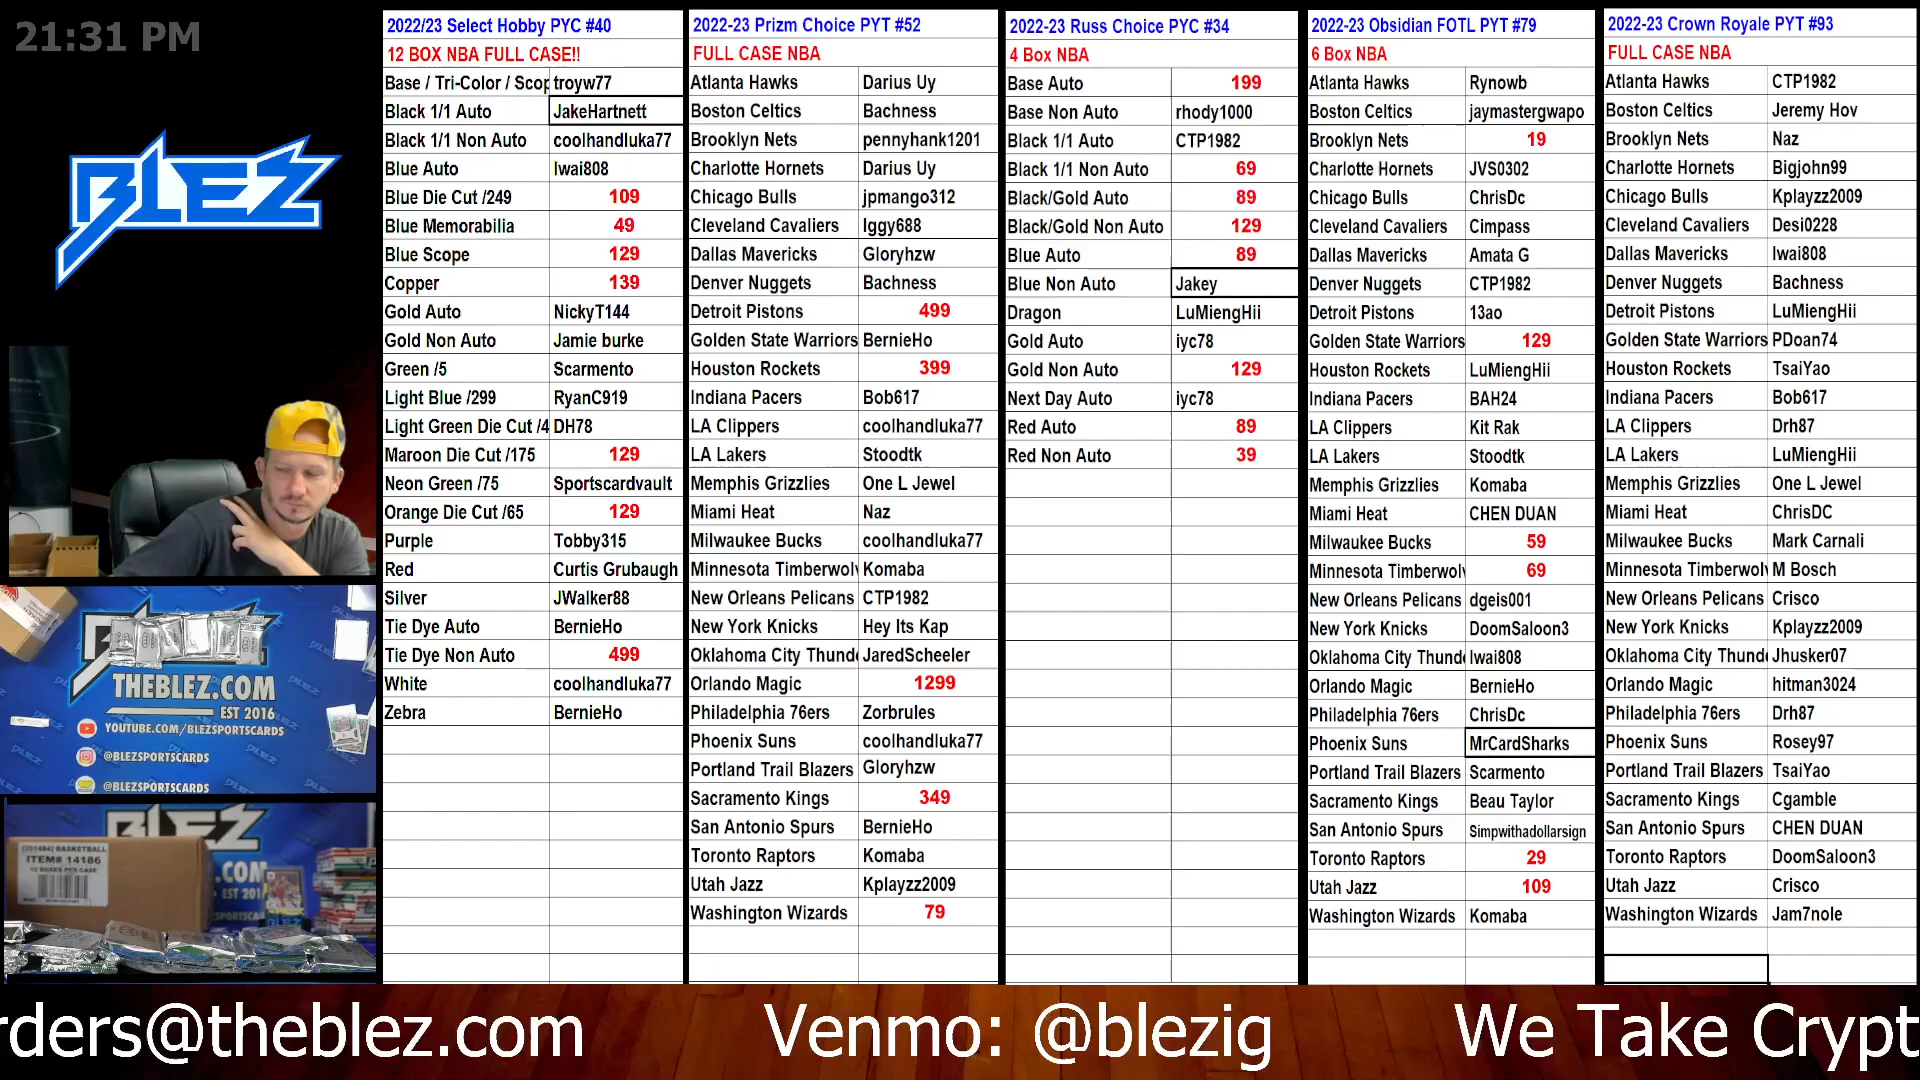 21:31 PM
BLEZ
BLEZ
THEBLEZ.COM
EST 2016
YOUTUBE.COM/BLEZSPORTSCARDS
@BLEZSPORTSCARDS
@BLEZSPORTSCARDS
BLEZ
[201484] BASKETBALL
ITEM# 14186
12 BOXES PER CASE
2022/23 Select Hobby PYC #40
12 BOX NBA FULL CASE!!
Base / Tri-Color / Scop troyw77
Black 1/1 Auto JakeHartnett
Black 1/1 Non Auto coolhandluka77
Blue Auto lwai808
Blue Die Cut /249 109
Blue Memorabilia 49
Blue Scope 129
Copper 139
Gold Auto NickyT144
Gold Non Auto Jamie burke
Green /5 Scarmento
Light Blue /299 RyanC919
Light Green Die Cut /4 DH78
Maroon Die Cut /175 129
Neon Green /75 Sportscardvault
Orange Die Cut /65 129
Purple Tobby315
Red Curtis Grubaugh
Silver JWalker88
Tie Dye Auto BernieHo
Tie Dye Non Auto 499
White coolhandluka77
Zebra BernieHo
2022-23 Prizm Choice PYT #52
FULL CASE NBA
Atlanta Hawks Darius Uy
Boston Celtics Bachness
Brooklyn Nets pennyhank1201
Charlotte Hornets Darius Uy
Chicago Bulls jpmango312
Cleveland Cavaliers Iggy688
Dallas Mavericks Gloryhzw
Denver Nuggets Bachness
Detroit Pistons 499
Golden State Warriors BernieHo
Houston Rockets 399
Indiana Pacers Bob617
LA Clippers coolhandluka77
LA Lakers Stoodtk
Memphis Grizzlies One L Jewel
Miami Heat Naz
Milwaukee Bucks coolhandluka77
Minnesota Timberwolv Komaba
New Orleans Pelicans CTP1982
New York Knicks Hey Its Kap
Oklahoma City Thunde JaredScheeler
Orlando Magic 1299
Philadelphia 76ers Zorbrules
Phoenix Suns coolhandluka77
Portland Trail Blazers Gloryhzw
Sacramento Kings 349
San Antonio Spurs BernieHo
Toronto Raptors Komaba
Utah Jazz Kplayzz2009
Washington Wizards 79
2022-23 Russ Choice PYC #34
4 Box NBA
Base Auto 199
Base Non Auto rhody1000
Black 1/1 Auto CTP1982
Black 1/1 Non Auto 69
Black/Gold Auto 89
Black/Gold Non Auto 129
Blue Auto 89
Blue Non Auto Jakey
Dragon LuMiengHii
Gold Auto iyc78
Gold Non Auto 129
Next Day Auto iyc78
Red Auto 89
Red Non Auto 39
2022-23 Obsidian FOTL PYT #79
6 Box NBA
Atlanta Hawks Rynowb
Boston Celtics jaymastergwapo
Brooklyn Nets 19
Charlotte Hornets JVS0302
Chicago Bulls ChrisDc
Cleveland Cavaliers Cimpass
Dallas Mavericks Amata G
Denver Nuggets CTP1982
Detroit Pistons 13ao
Golden State Warriors 129
Houston Rockets LuMiengHii
Indiana Pacers BAH24
LA Clippers Kit Rak
LA Lakers Stoodtk
Memphis Grizzlies Komaba
Miami Heat CHEN DUAN
Milwaukee Bucks 59
Minnesota Timberwolv 69
New Orleans Pelicans dgeis001
New York Knicks DoomSaloon3
Oklahoma City Thunde lwai808
Orlando Magic BernieHo
Philadelphia 76ers ChrisDc
Phoenix Suns MrCardSharks
Portland Trail Blazers Scarmento
Sacramento Kings Beau Taylor
San Antonio Spurs Simpwithadollarsign
Toronto Raptors 29
Utah Jazz 109
Washington Wizards Komaba
2022-23 Crown Royale PYT #93
FULL CASE NBA
Atlanta Hawks CTP1982
Boston Celtics Jeremy Hov
Brooklyn Nets Naz
Charlotte Hornets Bigjohn99
Chicago Bulls Kplayzz2009
Cleveland Cavaliers Desi0228
Dallas Mavericks lwai808
Denver Nuggets Bachness
Detroit Pistons LuMiengHii
Golden State Warriors PDoan74
Houston Rockets TsaiYao
Indiana Pacers Bob617
LA Clippers Drh87
LA Lakers LuMiengHii
Memphis Grizzlies One L Jewel
Miami Heat ChrisDC
Milwaukee Bucks Mark Carnali
Minnesota Timberwolv M Bosch
New Orleans Pelicans Crisco
New York Knicks Kplayzz2009
Oklahoma City Thunde Jhusker07
Orlando Magic hitman3024
Philadelphia 76ers Drh87
Phoenix Suns Rosey97
Portland Trail Blazers TsaiYao
Sacramento Kings Cgamble
San Antonio Spurs CHEN DUAN
Toronto Raptors DoomSaloon3
Utah Jazz Crisco
Washington Wizards Jam7nole
rders@theblez.com Venmo: @blezig We Take Crypt